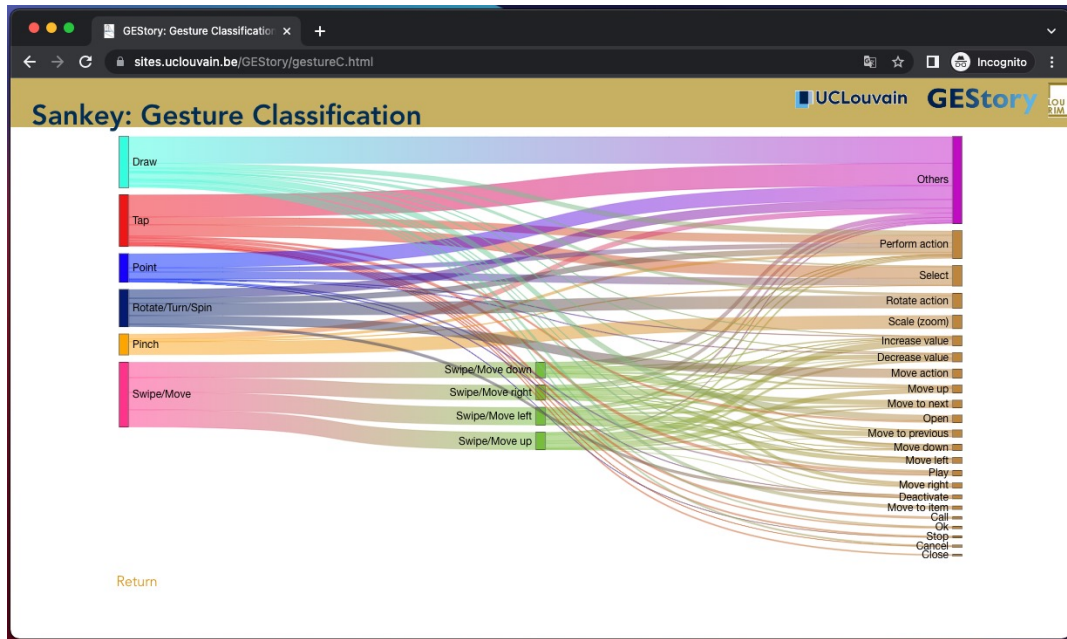 GEStory: Gesture Classification
sites.uclouvain.be/GEStory/gestureC.html
Incognito
Sankey: Gesture Classification
UCLouvain
GEStory
LOU
RIM
Draw
Tap
Point
Rotate/Turn/Spin
Pinch
Swipe/Move
Swipe/Move down
Swipe/Move right
Swipe/Move left
Swipe/Move up
Others
Perform action
Select
Rotate action
Scale (zoom)
Increase value
Decrease value
Move action
Move up
Move to next
Open
Move to previous
Move down
Move left
Play
Move right
Deactivate
Move to item
Call
Ok
Stop
Cancel
Close
Return